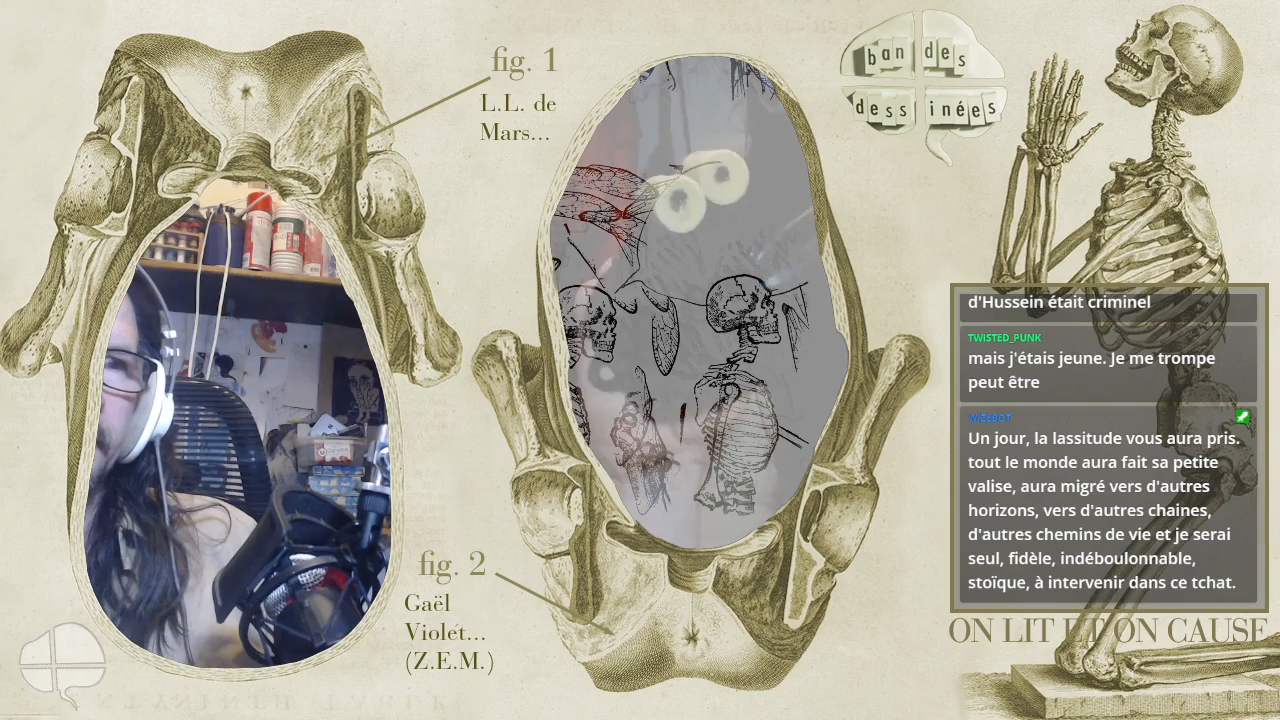 fig. 1
L.L. de
Mars...
ban des
dess inées
d'Hussein était criminel
TWISTED_PUNK
mais j'étais jeune. Je me trompe
peut être
WIZEBOT
Un jour, la lassitude vous aura pris.
tout le monde aura fait sa petite
valise, aura migré vers d'autres
horizons, vers d'autres chaines,
d'autres chemins de vie et je serai
seul, fidèle, indéboulonnable,
stoïque, à intervenir dans ce tchat.
fig. 2
Gaël
Violet...
(Z.E.M.)
ON LIT ET ON CAUSE